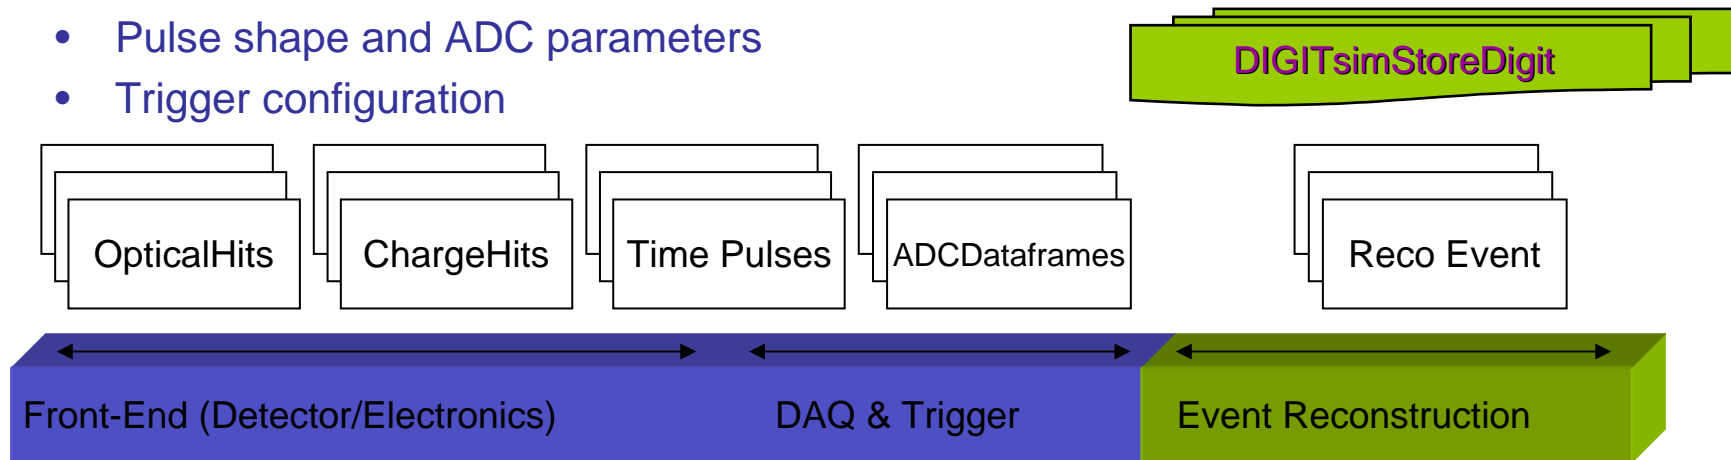 • Pulse shape and ADC parameters
• Trigger configuration
DIGITsimStoreDigit
OpticalHits
ChargeHits
Time Pulses
ADCDataframes
Reco Event
Front-End (Detector/Electronics)
DAQ & Trigger
Event Reconstruction